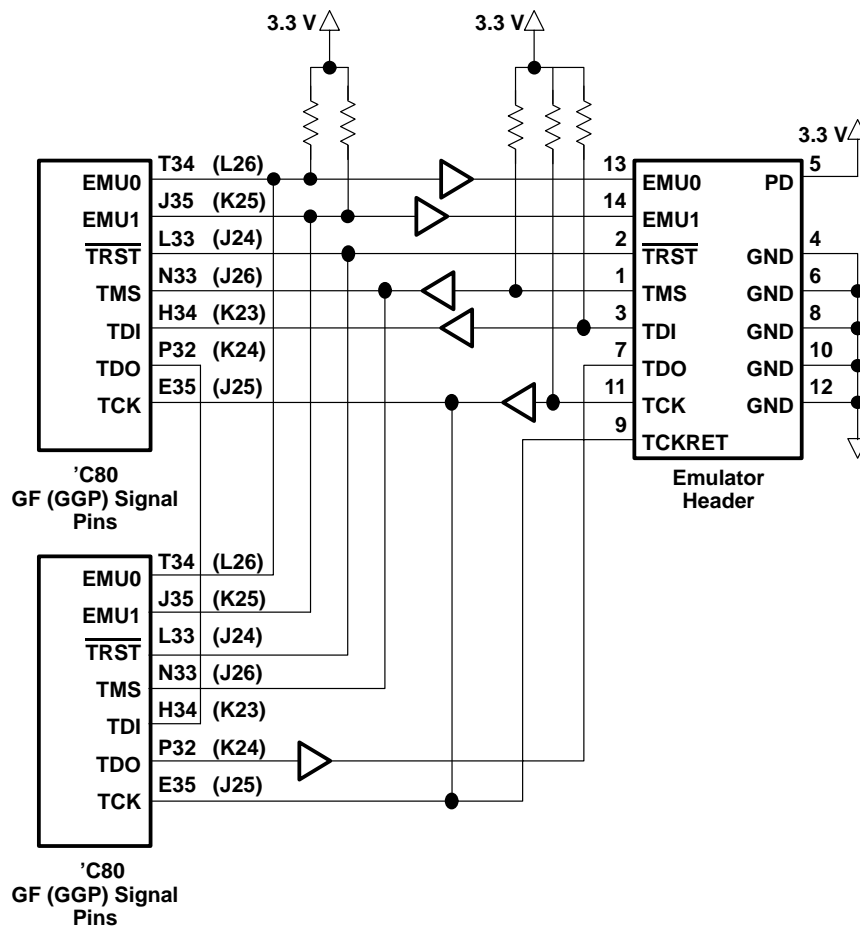 3.3 V
3.3 V
3.3 V
EMU0 T34 (L26)
EMU1 J35 (K25)
TRST L33 (J24)
TMS N33 (J26)
TDI H34 (K23)
TDO P32 (K24)
TCK E35 (J25)
'C80
GF (GGP) Signal
Pins
13 EMU0
14 EMU1
2 TRST
1 TMS
3 TDI
7 TDO
11 TCK
9 TCKRET
PD 5
GND 4
GND 6
GND 8
GND 10
GND 12
Emulator
Header
EMU0 T34 (L26)
EMU1 J35 (K25)
TRST L33 (J24)
TMS N33 (J26)
TDI H34 (K23)
TDO P32 (K24)
TCK E35 (J25)
'C80
GF (GGP) Signal
Pins